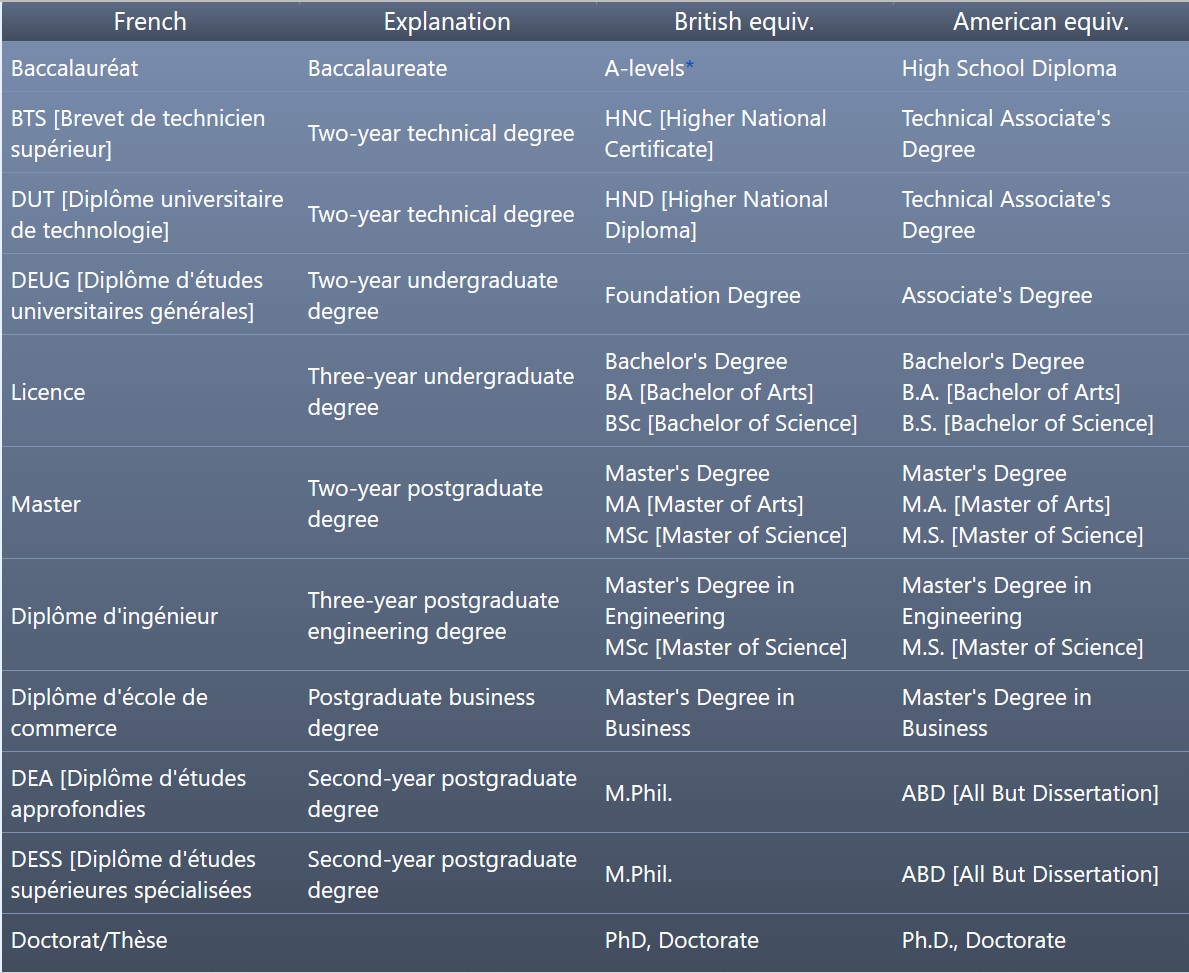 French Explanation British equiv. American equiv.
Baccalauréat Baccalaureate A-levels* High School Diploma
BTS [Brevet de technicien
supérieur]
Two-year technical degree
HNC [Higher National
Certificate]
Technical Associate's
Degree
DUT [Diplôme universitaire
de technologie]
Two-year technical degree
HND [Higher National
Diploma]
Technical Associate's
Degree
DEUG [Diplôme d'études
universitaires générales]
Two-year undergraduate
degree
Foundation Degree
Associate's Degree
Licence
Three-year undergraduate
degree
Bachelor's Degree
BA [Bachelor of Arts]
BSc [Bachelor of Science]
Bachelor's Degree
B.A. [Bachelor of Arts]
B.S. [Bachelor of Science]
Master
Two-year postgraduate
degree
Master's Degree
MA [Master of Arts]
MSc [Master of Science]
Master's Degree
M.A. [Master of Arts]
M.S. [Master of Science]
Diplôme d'ingénieur
Three-year postgraduate
engineering degree
Master's Degree in
Engineering
MSc [Master of Science]
Master's Degree in
Engineering
M.S. [Master of Science]
Diplôme d'école de
commerce
Postgraduate business
degree
Master's Degree in
Business
Master's Degree in
Business
DEA [Diplôme d'études
approfondies
Second-year postgraduate
degree
M.Phil.
ABD [All But Dissertation]
DESS [Diplôme d'études
supérieures spécialisées
Second-year postgraduate
degree
M.Phil.
ABD [All But Dissertation]
Doctorat/Thèse PhD, Doctorate Ph.D., Doctorate